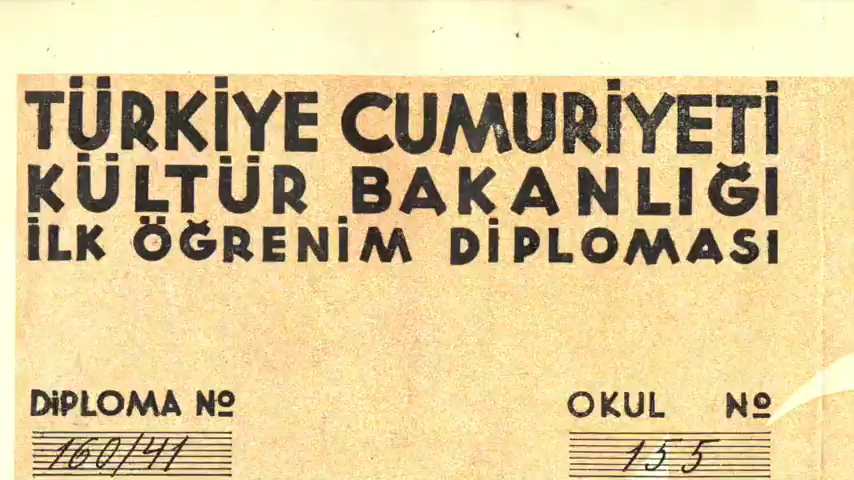 TÜRKİYE CUMURİYETİ
KÜLTÜR BAKANLIĞI
İLK ÖĞRENİM DİPLOMASI
DİPLOMA Nº OKUL Nº
160/41 155